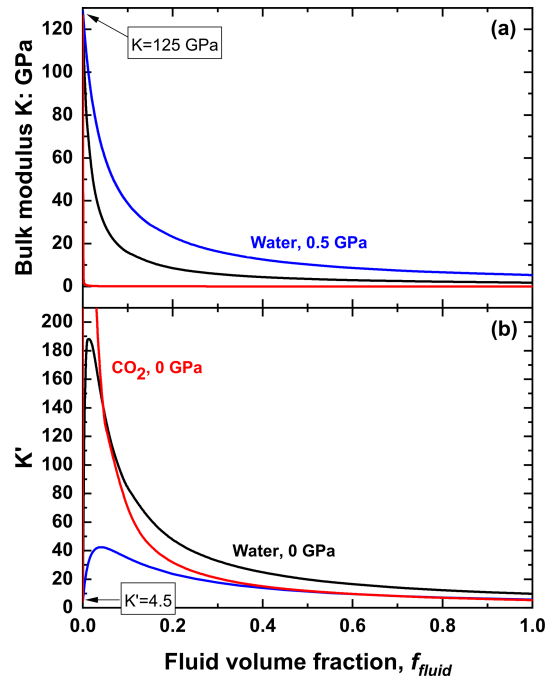 120
100
80
60
40
20
0
Bulk modulus K: GPa
K=125 GPa
(a)
Water, 0.5 GPa
200
180
160
140
120
100
80
60
40
20
0
K'
(b)
CO2, 0 GPa
Water, 0 GPa
K'=4.5
0.0 0.2 0.4 0.6 0.8 1.0
Fluid volume fraction, ffluid